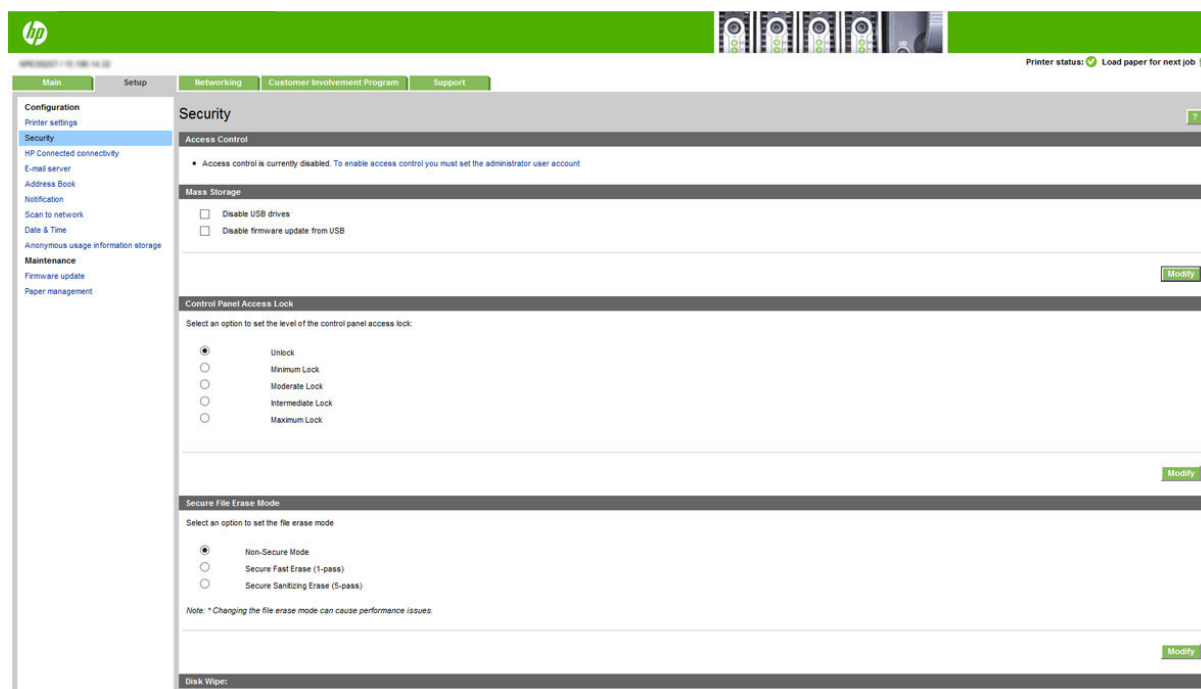 hp
Printer status: Load paper for next job
Main Setup Networking Customer Involvement Program Support
Configuration
Printer settings
Security
HP Connected connectivity
E-mail server
Address Book
Notification
Scan to network
Date & Time
Anonymous usage information storage
Maintenance
Firmware update
Paper management
Security
?
Access Control
• Access control is currently disabled. To enable access control you must set the administrator user account
Mass Storage
Disable USB drives
Disable firmware update from USB
Modify
Control Panel Access Lock
Select an option to set the level of the control panel access lock:
Unlock
Minimum Lock
Moderate Lock
Intermediate Lock
Maximum Lock
Modify
Secure File Erase Mode
Select an option to set the file erase mode
Non-Secure Mode
Secure Fast Erase (1-pass)
Secure Sanitizing Erase (5-pass)
Note: * Changing the file erase mode can cause performance issues.
Modify
Disk Wipe: